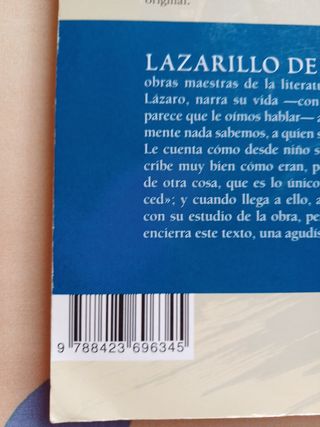 original.
LAZARILLO DE
obras maestras de la literatur
Lázaro, narra su vida —con
parece que le oímos hablar— a
mente nada sabemos, a quien s
Le cuenta cómo desde niño s
cribe muy bien cómo eran, p
de otra cosa, que es lo único
ced»; y cuando llega a ello, a
con su estudio de la obra, pe
encierra este texto, una agudís
9 788423 696345